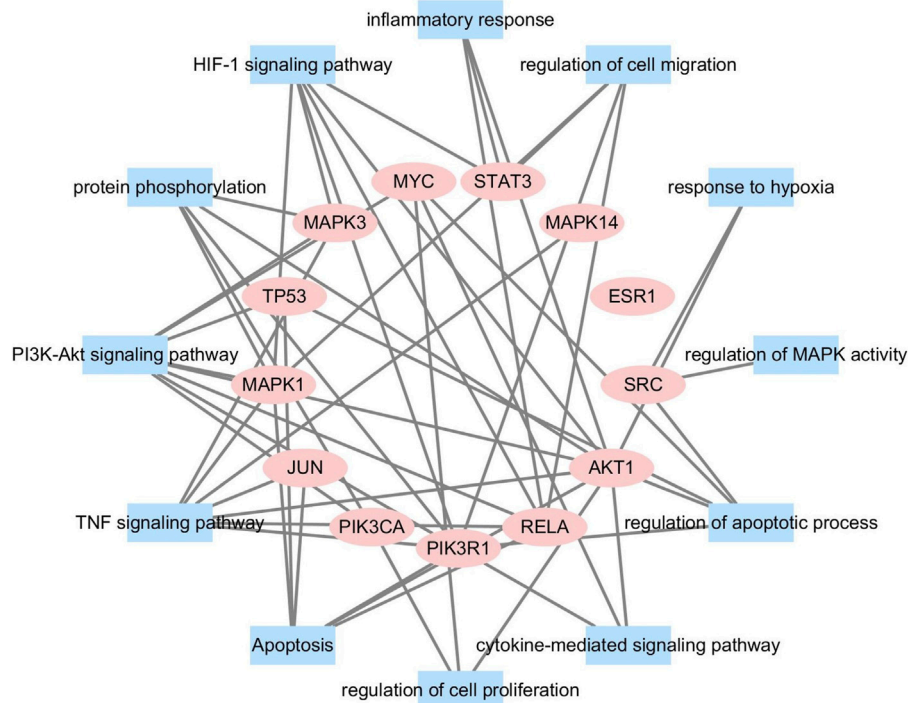 inflammatory response
HIF-1 signaling pathway
regulation of cell migration
MYC
STAT3
protein phosphorylation
response to hypoxia
MAPK3
MAPK14
TP53
ESR1
PI3K-Akt signaling pathway
regulation of MAPK activity
MAPK1
SRC
JUN
AKT1
TNF signaling pathway
PIK3CA
RELA
regulation of apoptotic process
PIK3R1
Apoptosis
cytokine-mediated signaling pathway
regulation of cell proliferation